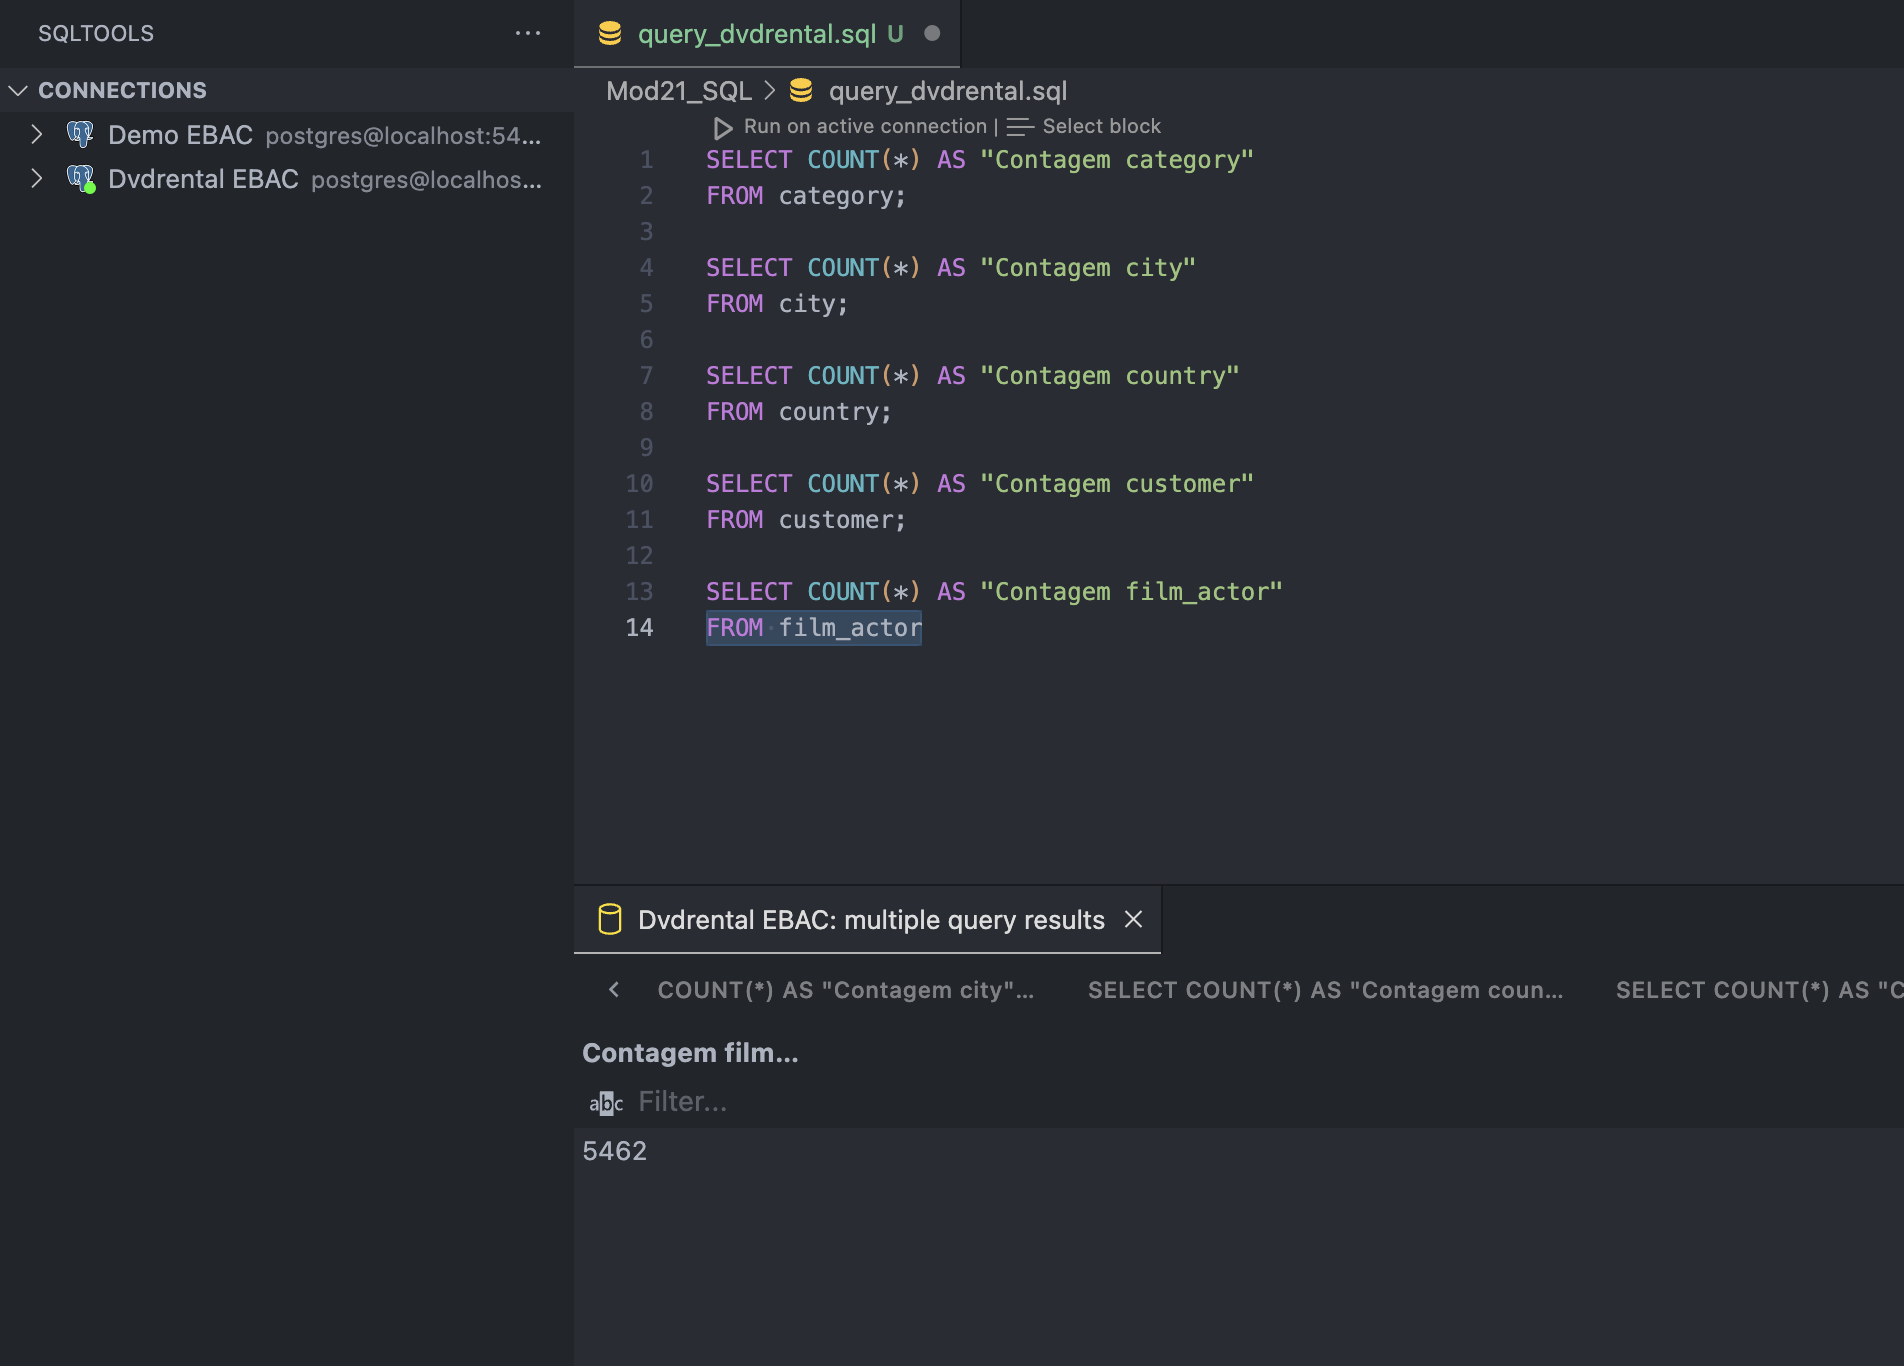 SQLTOOLS
···
CONNECTIONS
Demo EBAC postgres@localhost:54...
Dvdrental EBAC postgres@localhos...
query_dvdrental.sql U
Mod21_SQL > query_dvdrental.sql
Run on active connection | Select block
1 SELECT COUNT(*) AS "Contagem category"
2 FROM category;
3
4 SELECT COUNT(*) AS "Contagem city"
5 FROM city;
6
7 SELECT COUNT(*) AS "Contagem country"
8 FROM country;
9
10 SELECT COUNT(*) AS "Contagem customer"
11 FROM customer;
12
13 SELECT COUNT(*) AS "Contagem film_actor"
14 FROM film_actor
Dvdrental EBAC: multiple query results
COUNT(*) AS "Contagem city"... SELECT COUNT(*) AS "Contagem coun... SELECT COUNT(*) AS "C
Contagem film...
abc Filter...
5462